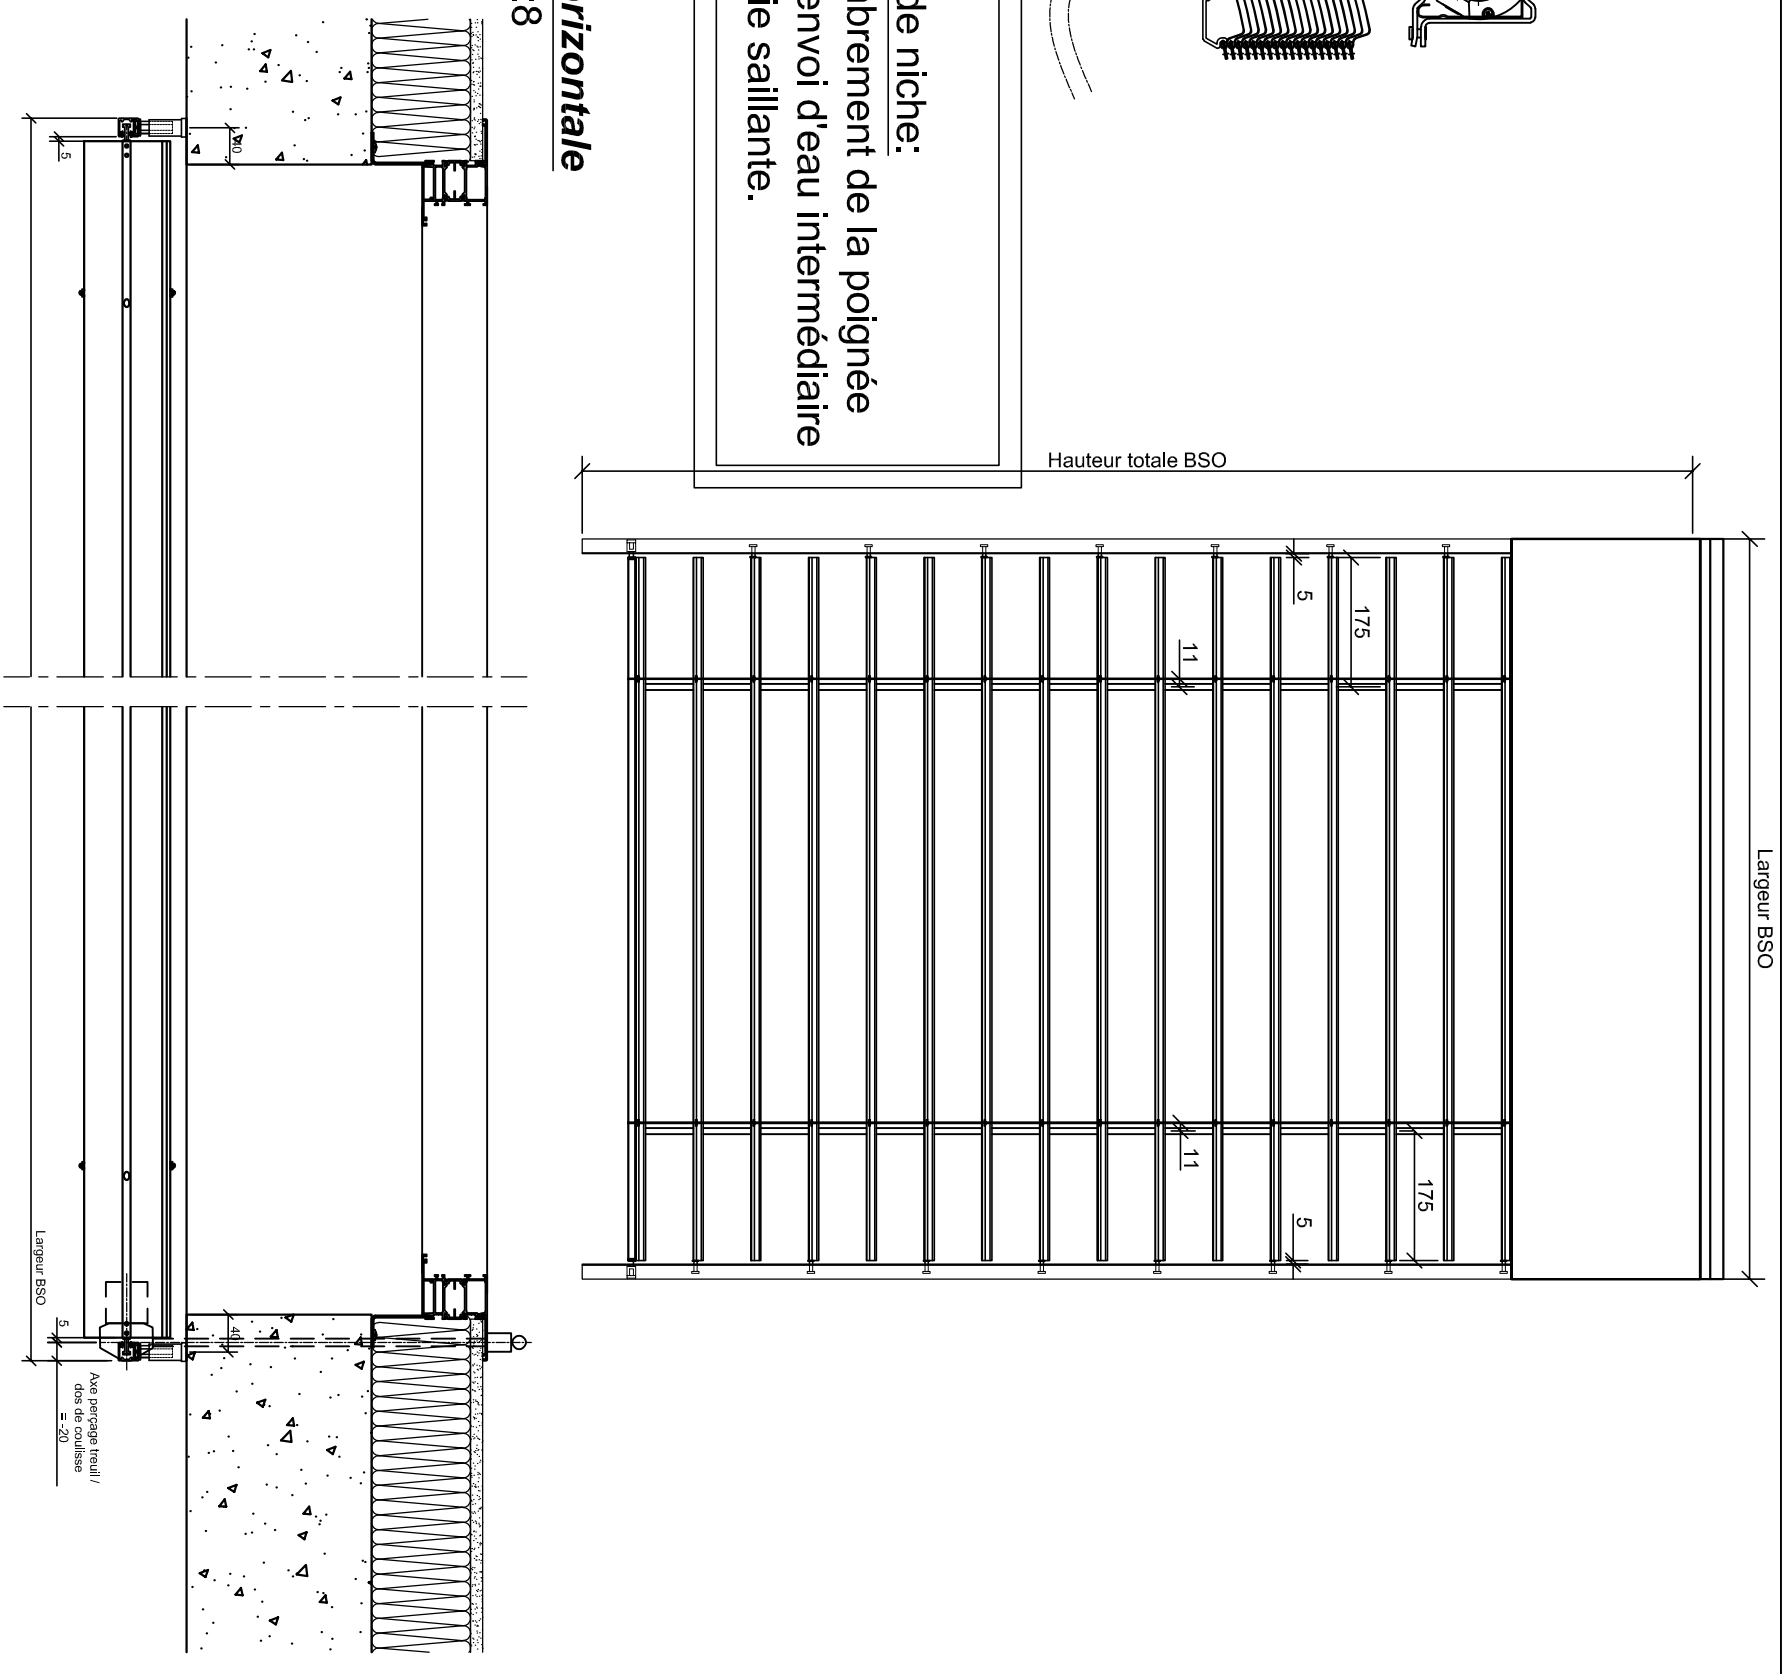 de niche:
brement de la poignée
envoi d'eau intermédiaire
ie saillante.
rizontale
:8
Hauteur totale BSO
Largeur BSO
5
175
11
11
175
5
40
5
Largeur BSO
40
5
Axe perçage treuil /
dos de coulisse
= -20